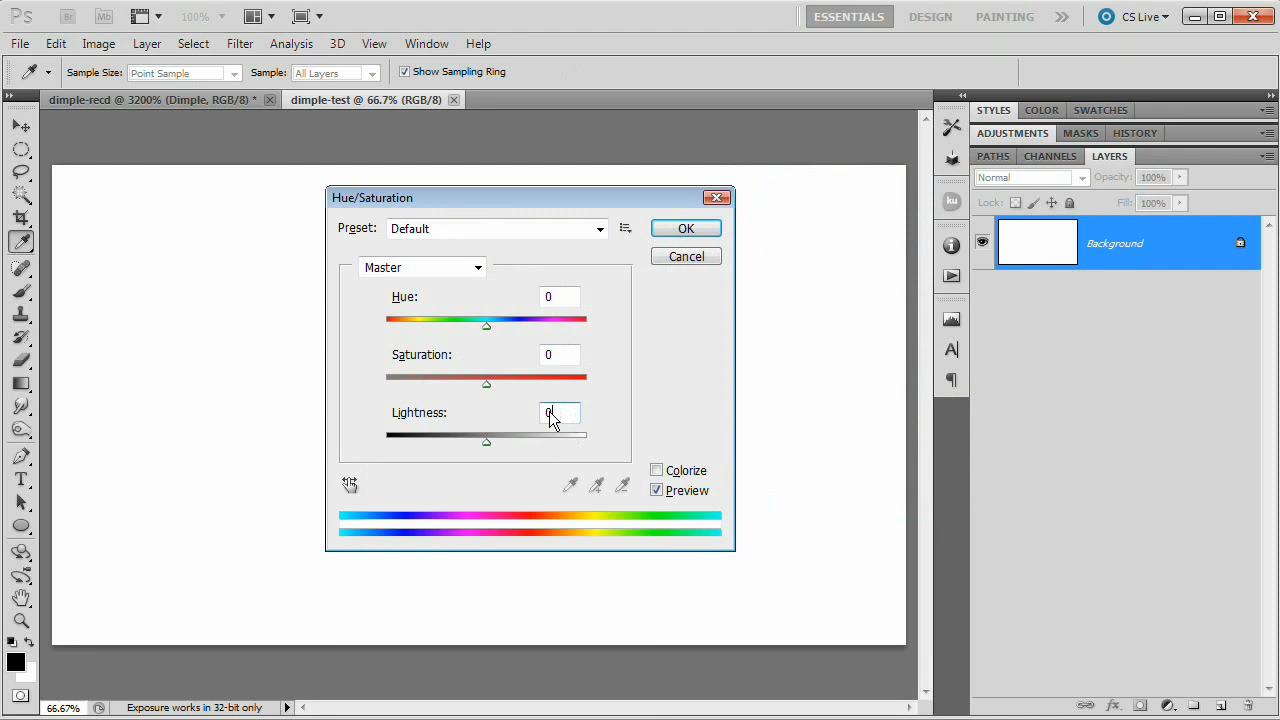 Ps Br Mb 100% ESSENTIALS DESIGN PAINTING CS Live
File Edit Image Layer Select Filter Analysis 3D View Window Help
Sample Size: Point Sample Sample: All Layers Show Sampling Ring
dimple-recd @ 3200% (Dimple, RGB/8) * dimple-test @ 66.7% (RGB/8)
STYLES COLOR SWATCHES
ADJUSTMENTS MASKS HISTORY
PATHS CHANNELS LAYERS
Normal Opacity: 100%
Lock: Fill: 100%
ku
Background
Hue/Saturation
Preset: Default OK
Cancel
Master
Hue: 0
Saturation: 0
Lightness: 0
Colorize
Preview
66.67% Exposure works in 32-bit only